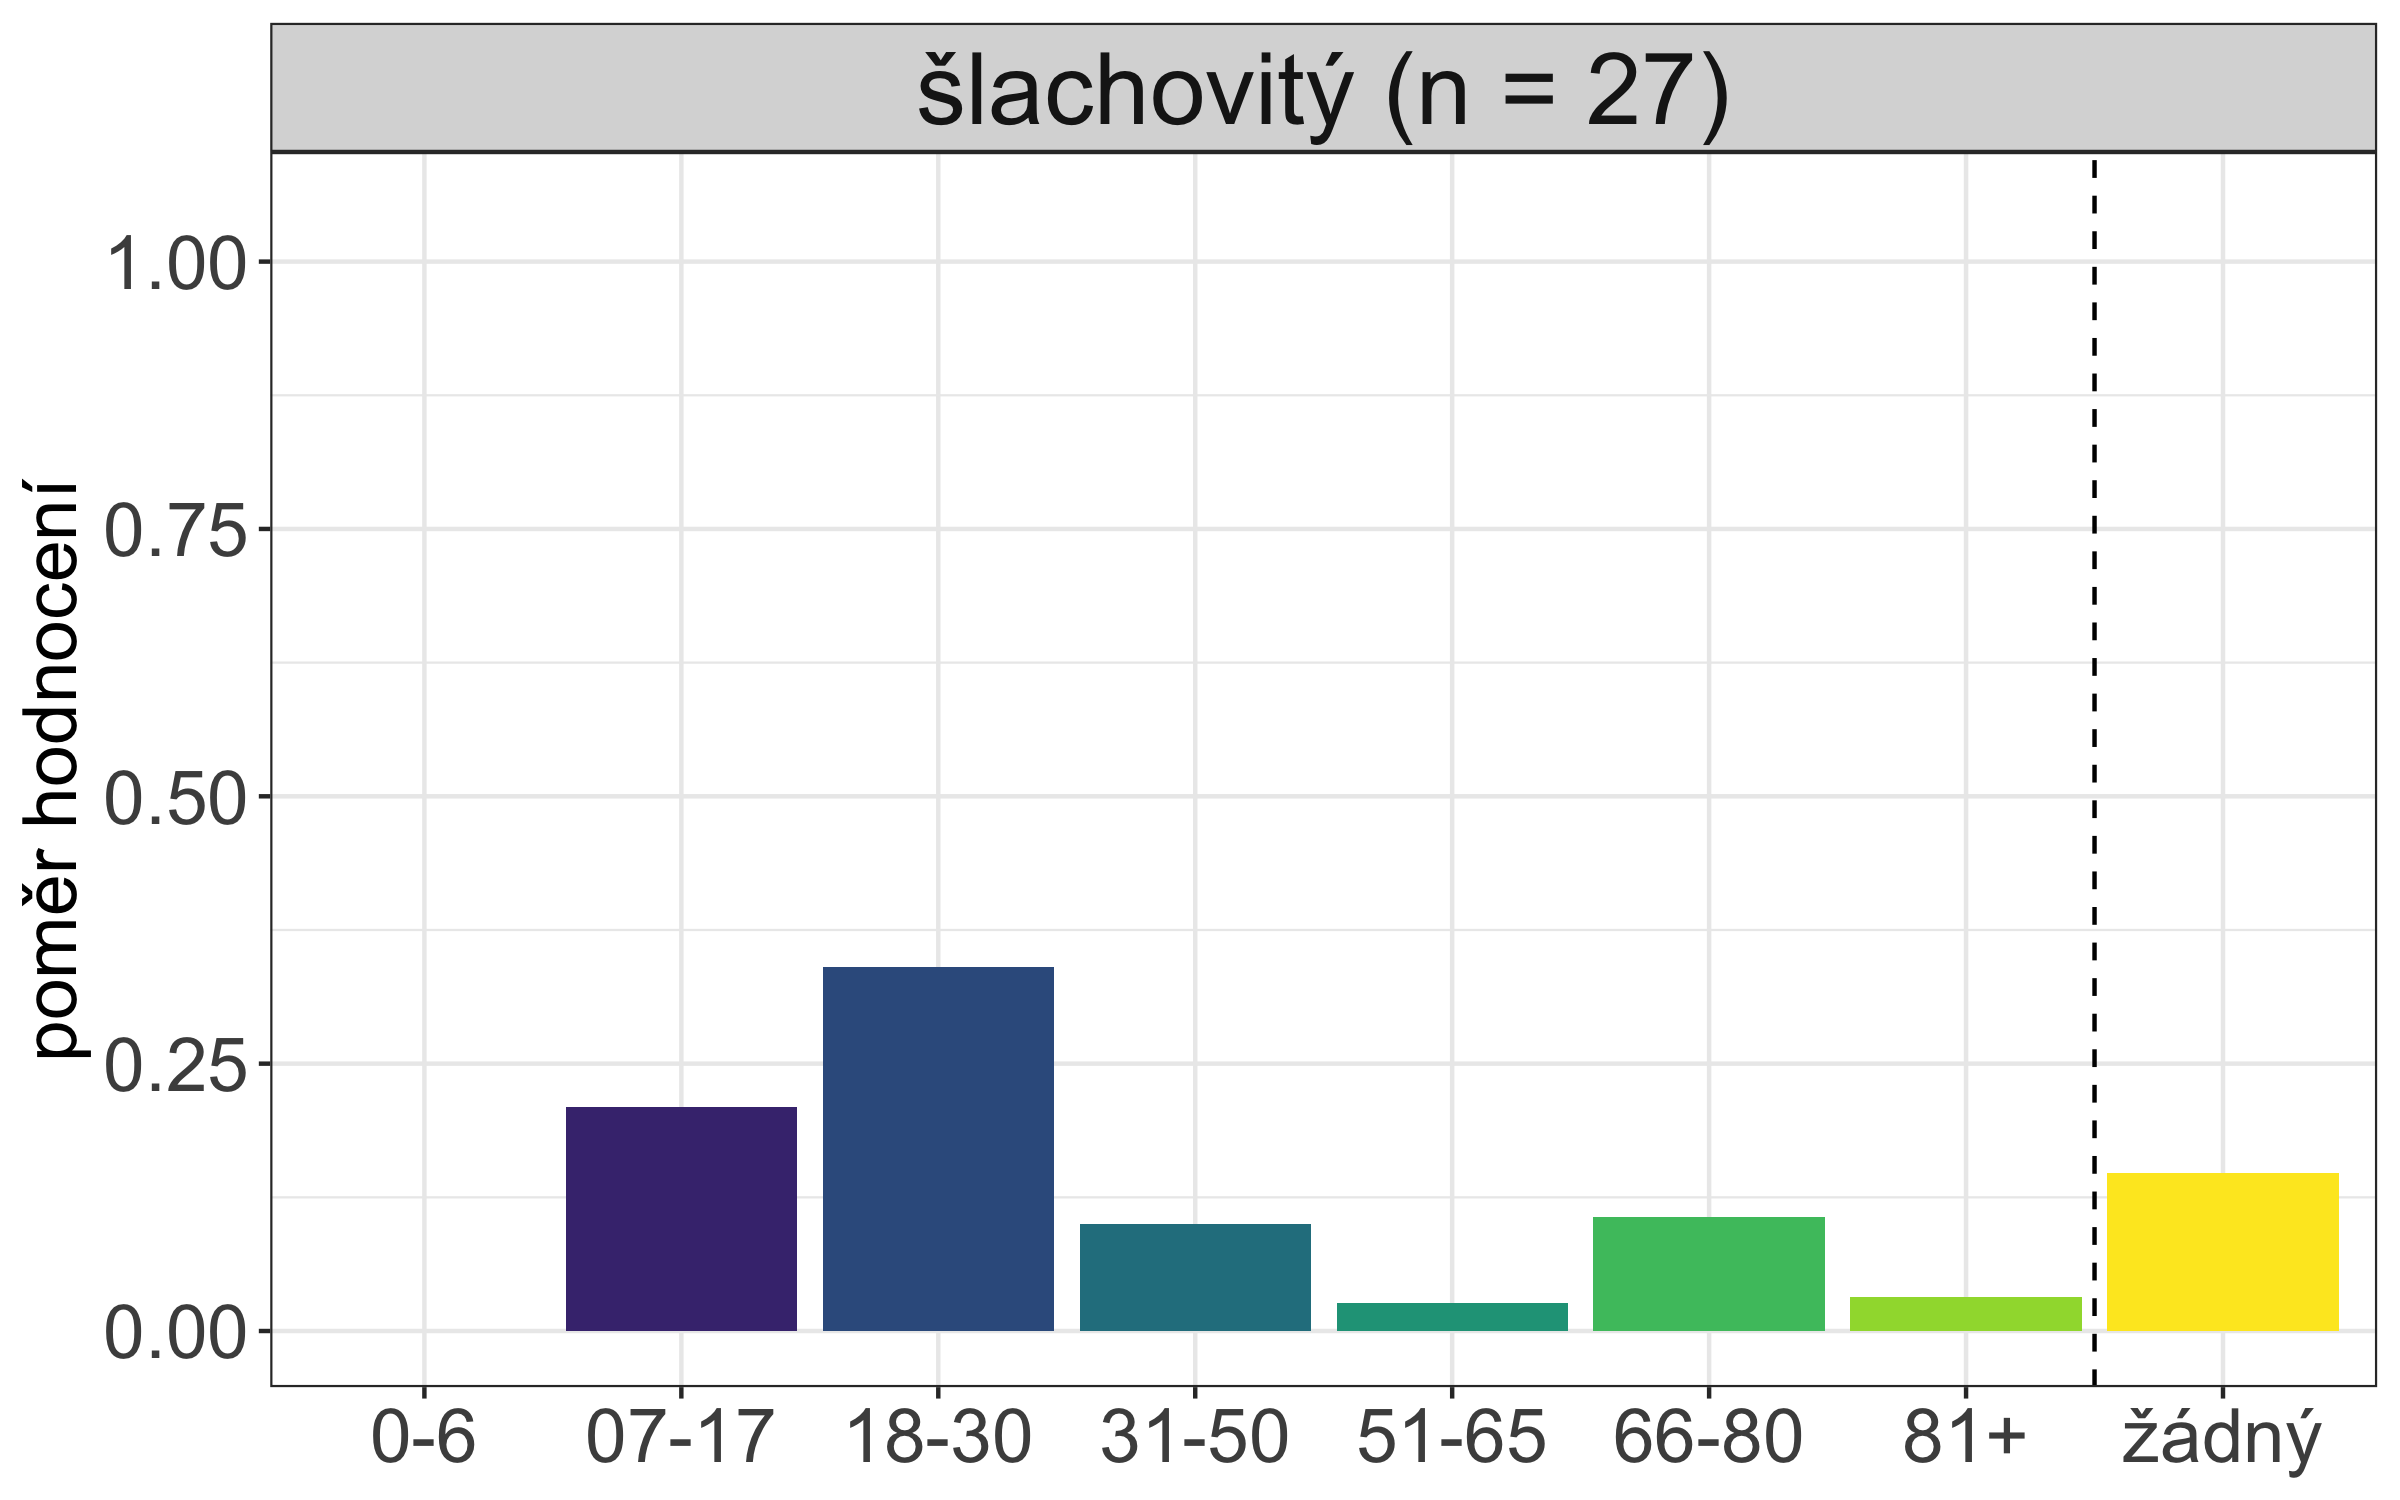 šlachovitý (n = 27)
poměr hodnocení
1.00
0.75
0.50
0.25
0.00
0-6 07-17 18-30 31-50 51-65 66-80 81+ žádný